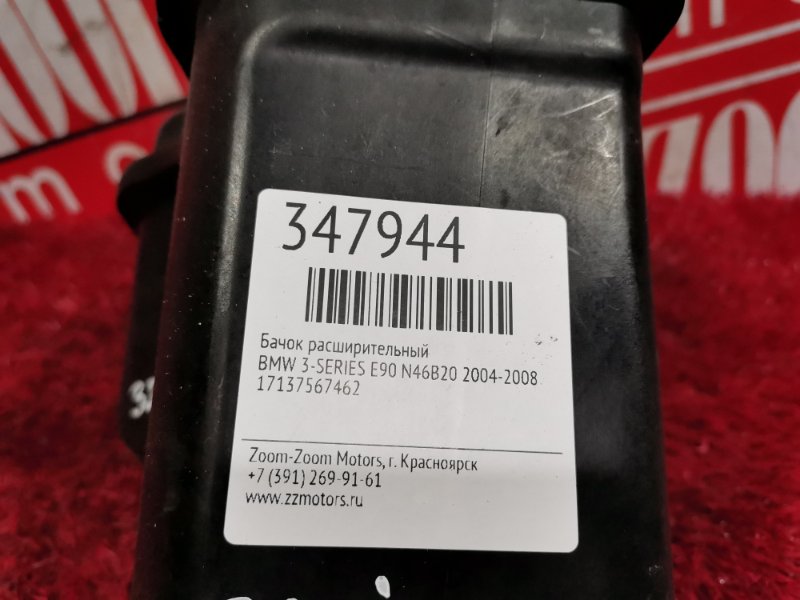 347944
Бачок расширительный
BMW 3-SERIES E90 N46B20 2004-2008
17137567462
Zoom-Zoom Motors, г. Красноярск
+7 (391) 269-91-61
www.zzmotors.ru